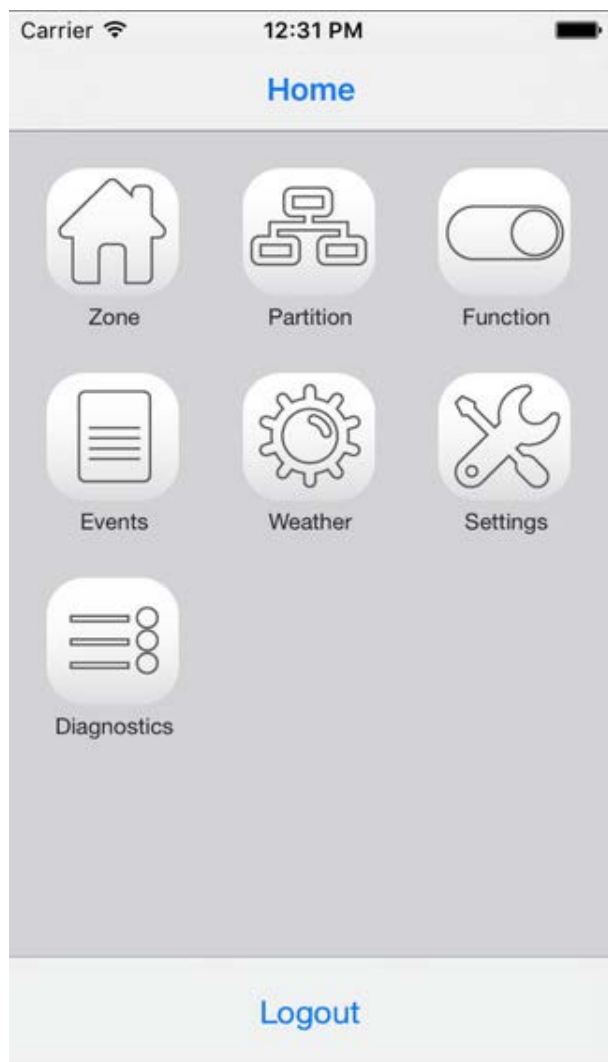 Carrier 12:31 PM
Home
Zone Partition Function
Events Weather Settings
Diagnostics
Logout